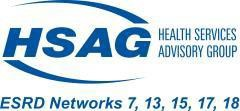 HSAG
HEALTH SERVICES
ADVISORY GROUP
ESRD Networks 7, 13, 15, 17, 18